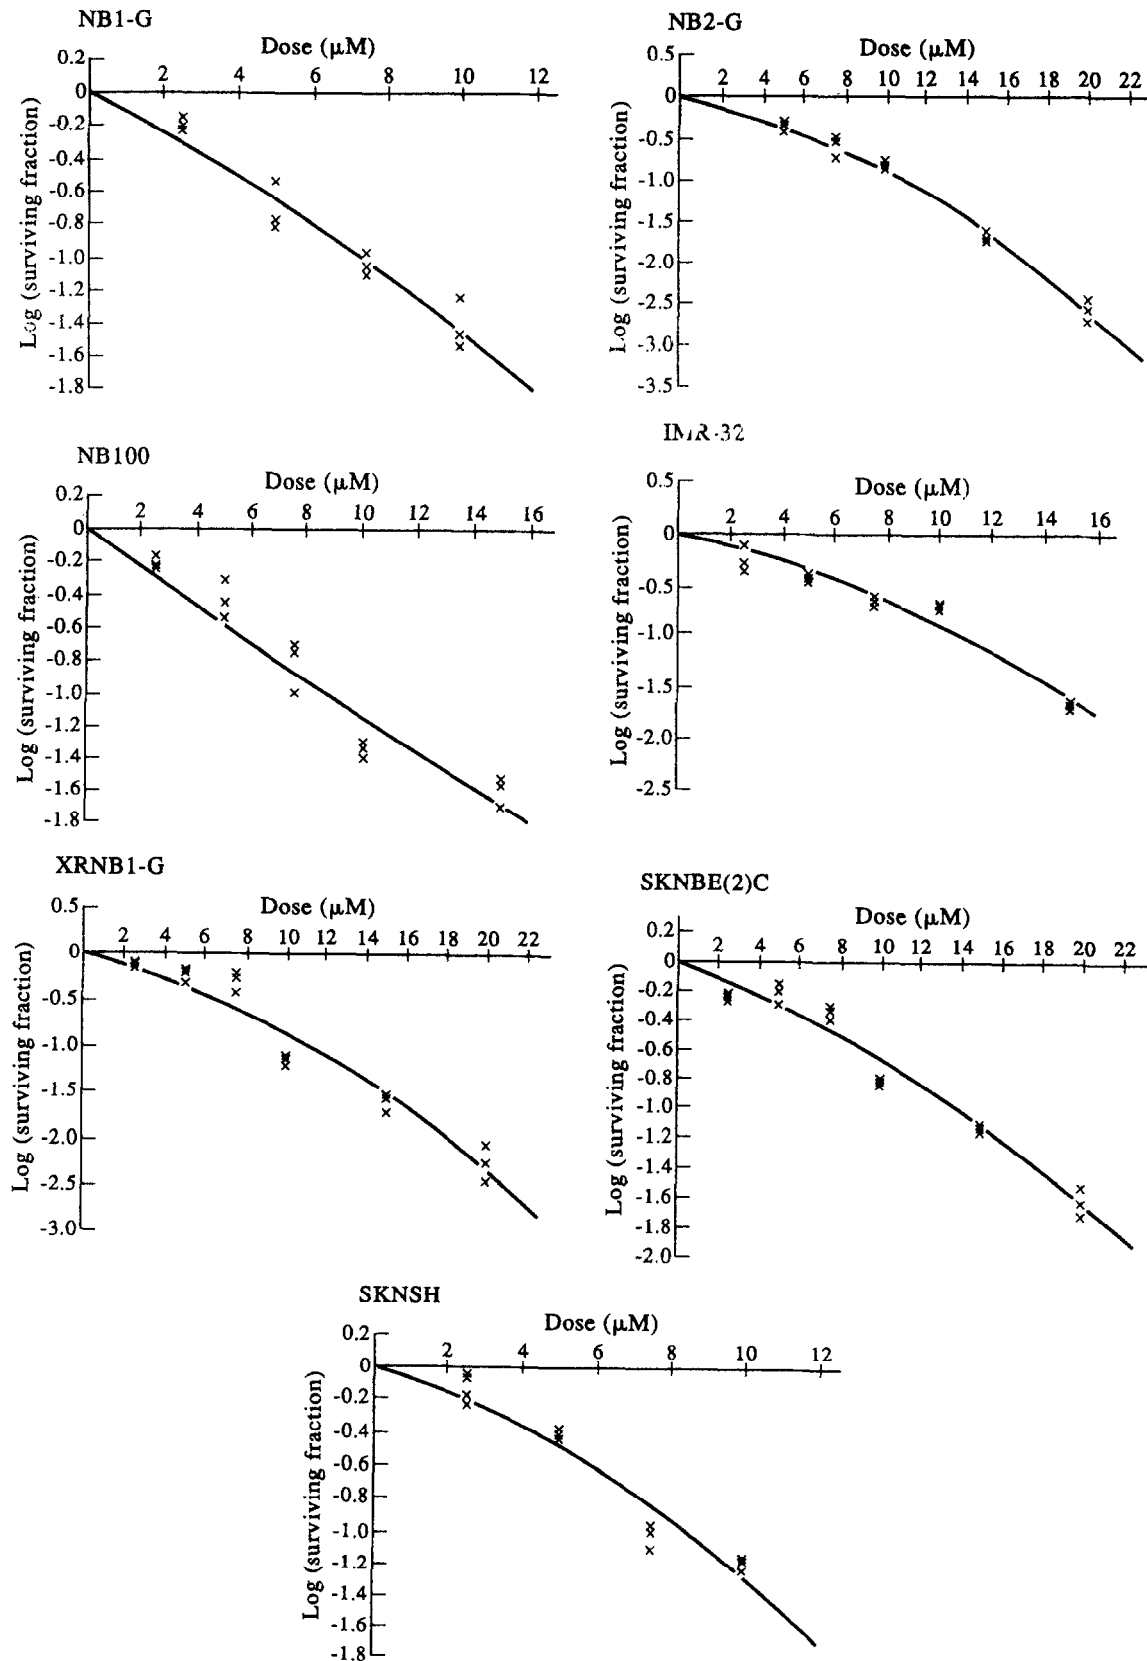 NB1-G
Dose (µM)
0.2
2 4 6 8 10 12
0
-0.2
-0.4
-0.6
-0.8
-1.0
-1.2
-1.4
-1.6
-1.8
Log (surviving fraction)
NB2-G
Dose (µM)
0.5
2 4 6 8 10 12 14 16 18 20 22
0
-0.5
-1.0
-1.5
-2.0
-2.5
-3.0
-3.5
Log (surviving fraction)
NB100
Dose (µM)
0.2
2 4 6 8 10 12 14 16
0
-0.2
-0.4
-0.6
-0.8
-1.0
-1.2
-1.4
-1.6
-1.8
Log (surviving fraction)
IMR-32
Dose (µM)
0.5
2 4 6 8 10 12 14 16
0
-0.5
-1.0
-1.5
-2.0
-2.5
Log (surviving fraction)
XRNB1-G
Dose (µM)
0.5
2 4 6 8 10 12 14 16 20 22
0
-0.5
-1.0
-1.5
-2.0
-2.5
-3.0
Log (surviving fraction)
SKNBE(2)C
Dose (µM)
0.2
2 4 6 8 10 12 14 16 18 20 22
0
-0.2
-0.4
-0.6
-0.8
-1.0
-1.2
-1.4
-1.6
-1.8
-2.0
Log (surviving fraction)
SKNSH
Dose (µM)
0.2
2 4 6 8 10 12
0
-0.2
-0.4
-0.6
-0.8
-1.0
-1.2
-1.4
-1.6
-1.8
Log (surviving fraction)